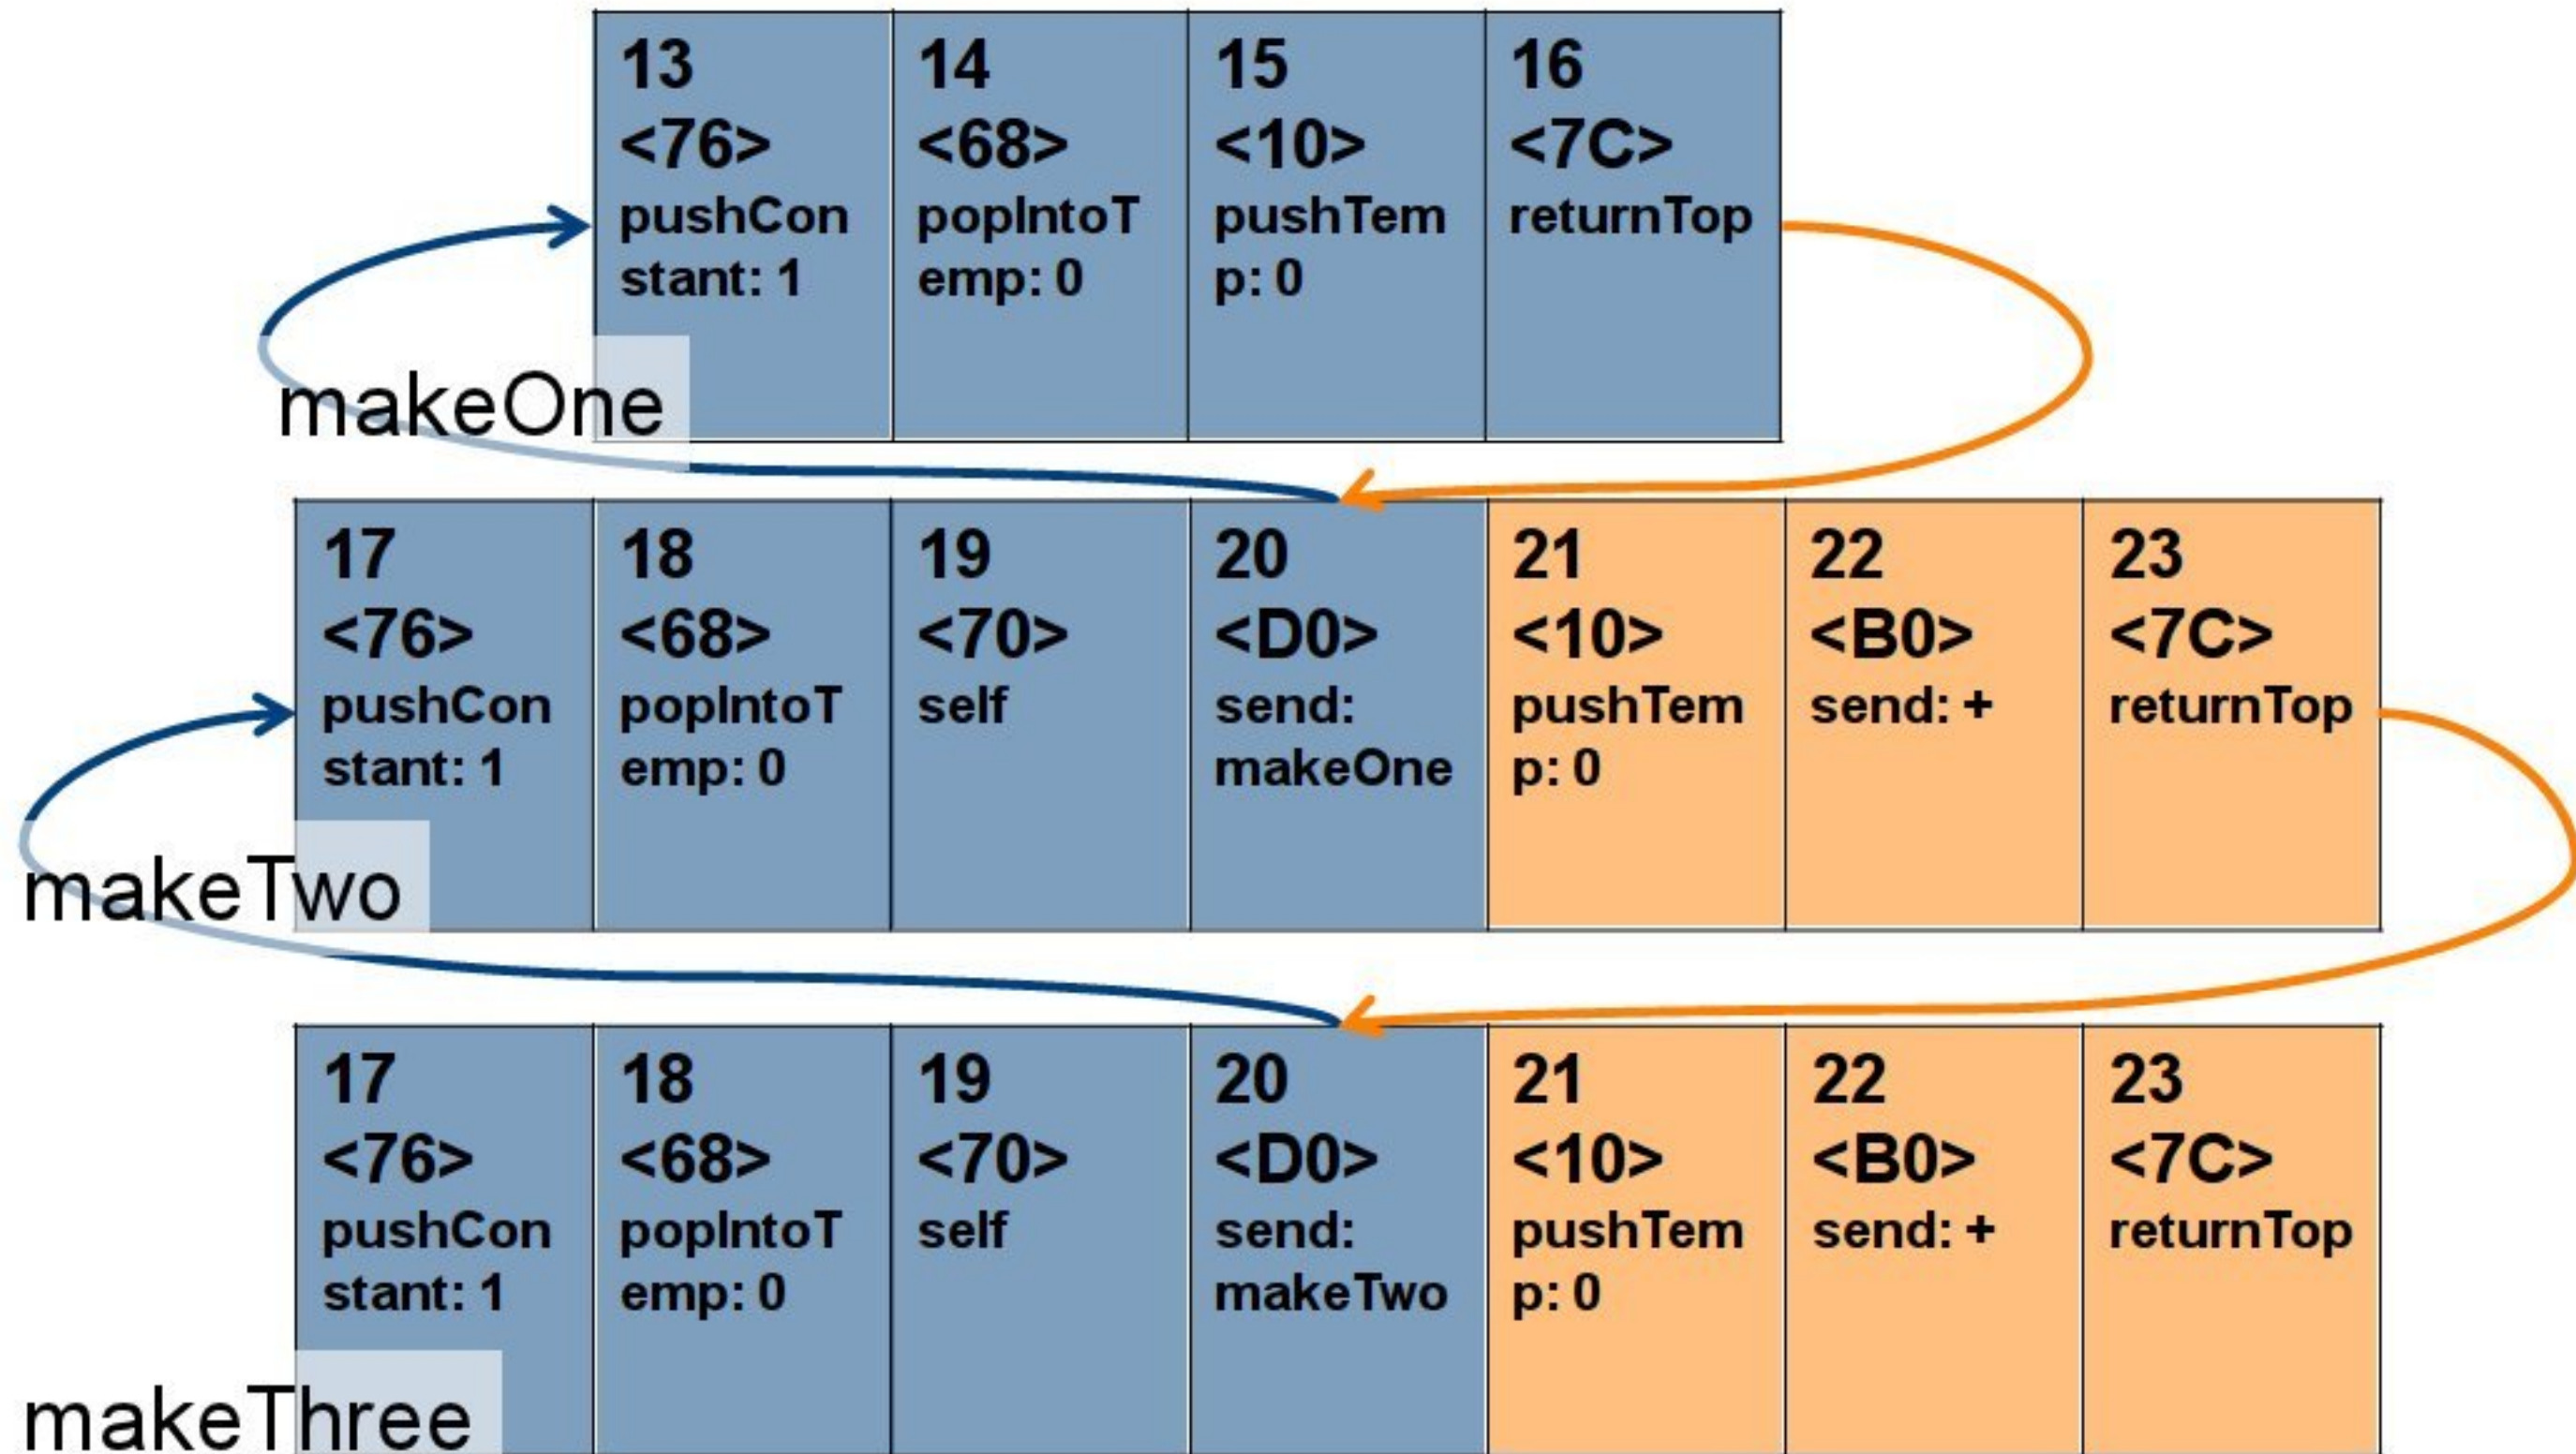 13
<76>
pushCon
stant: 1
14
<68>
popIntoT
emp: 0
15
<10>
pushTem
p: 0
16
<7C>
returnTop
makeOne
17
<76>
pushCon
stant: 1
18
<68>
popIntoT
emp: 0
19
<70>
self
20
<D0>
send:
makeOne
21
<10>
pushTem
p: 0
22
<B0>
send: +
23
<7C>
returnTop
makeTwo
17
<76>
pushCon
stant: 1
18
<68>
popIntoT
emp: 0
19
<70>
self
20
<D0>
send:
makeTwo
21
<10>
pushTem
p: 0
22
<B0>
send: +
23
<7C>
returnTop
makeThree